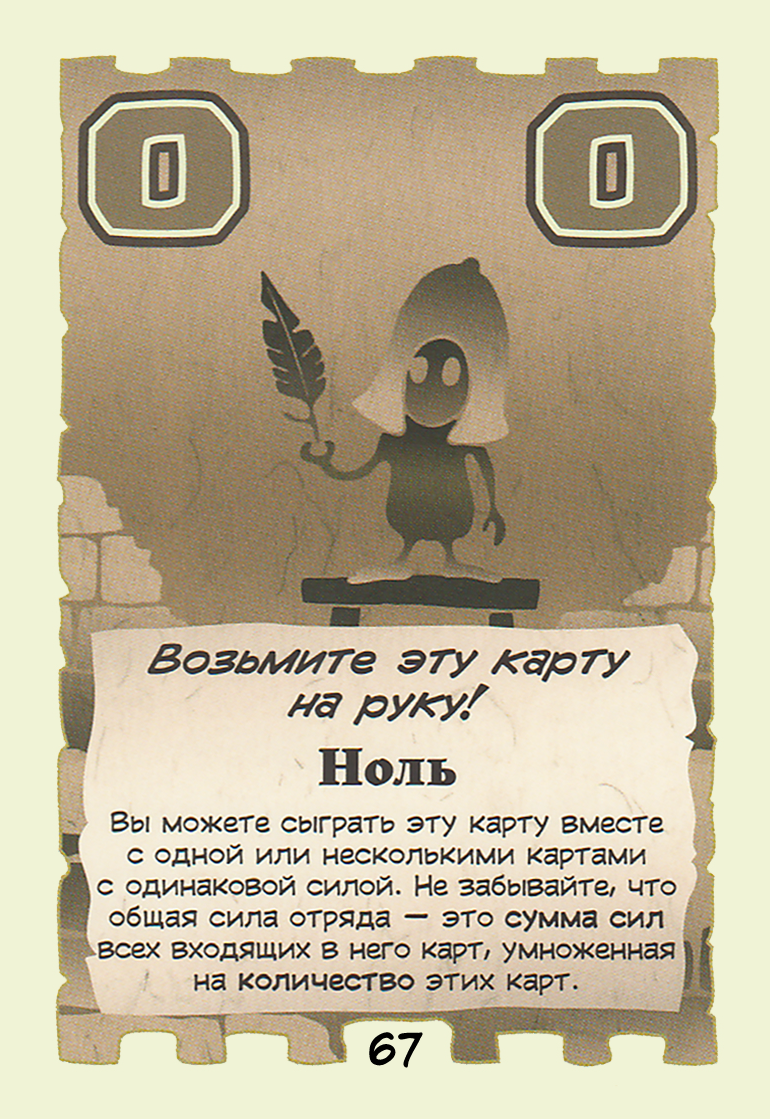 0 0
Возьмите эту карту
на руку!
Ноль
Вы можете сыграть эту карту вместе
с одной или несколькими картами
с одинаковой силой. Не забывайте, что
общая сила отряда — это сумма сил
всех входящих в него карт, умноженная
на количество этих карт.
67